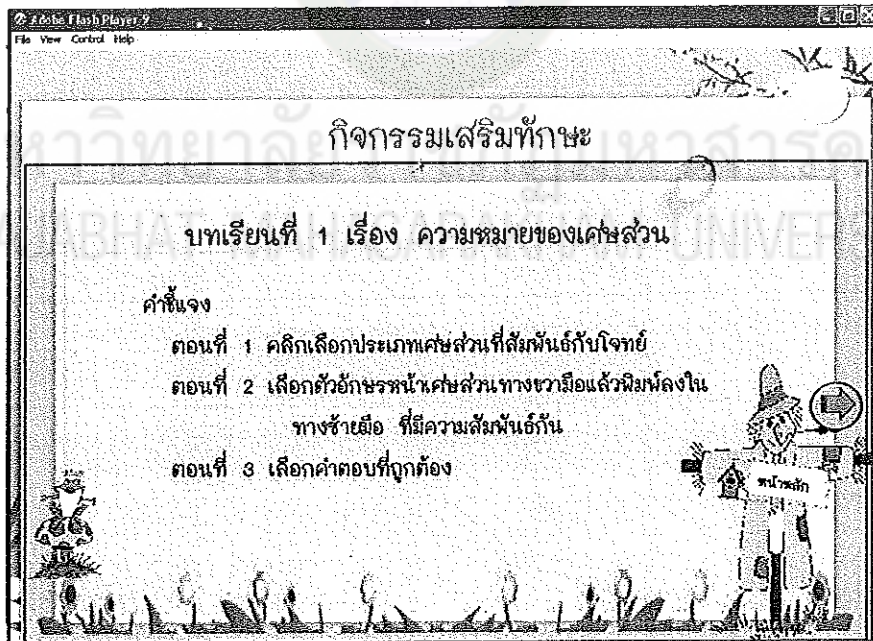 Adobe Flash Player 9
File View Control Help
กิจกรรมเสริมทักษะ
บทเรียนที่ 1 เรื่อง ความหมายของเศษส่วน
คำชี้แจง
ตอนที่ 1 คลิกเลือกประเภทเศษส่วนที่สัมพันธ์กับโจทย์
ตอนที่ 2 เลือกตัวอักษรหน้าเศษส่วนทางขวามือแล้วพิมพ์ลงใน
ทางซ้ายมือ ที่มีความสัมพันธ์กัน
ตอนที่ 3 เลือกคำตอบที่ถูกต้อง
หน้าหลัก